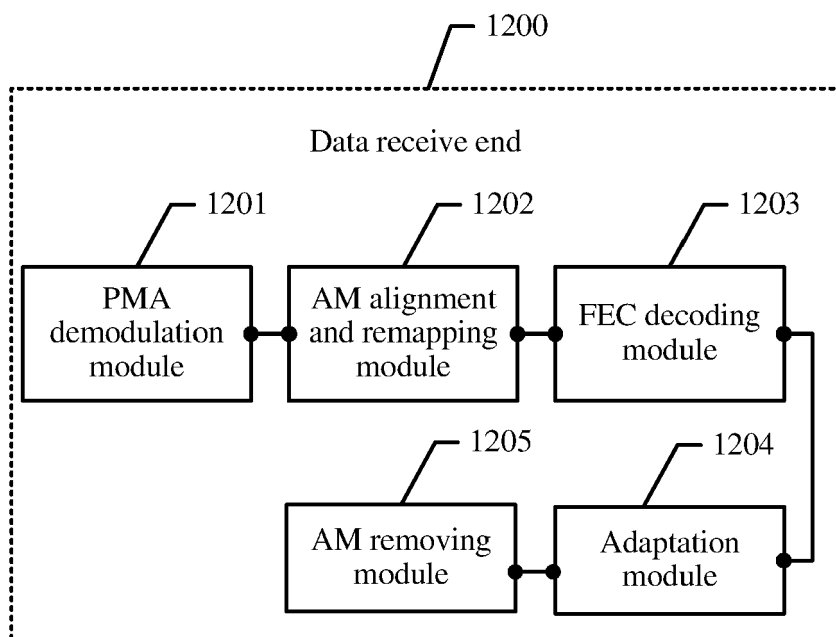 1200
Data receive end
1201
1202
1203
PMA
demodulation
module
AM alignment
and remapping
module
FEC decoding
module
1205
1204
AM removing
module
Adaptation
module